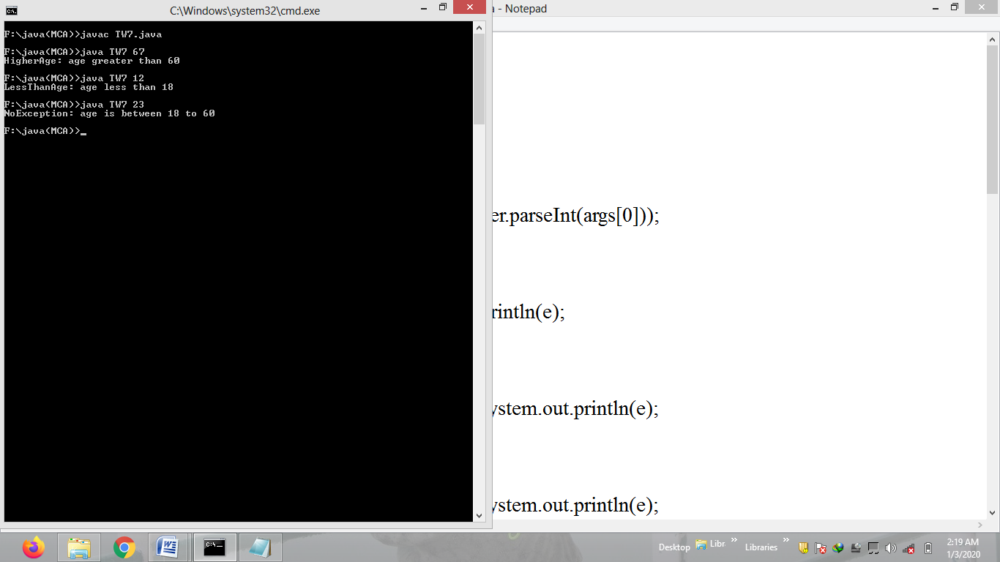 C:\Windows\system32\cmd.exe
F:\java(MCA)>javac TW7.java
F:\java(MCA)>java TW7 67
HigherAge: age greater than 60
F:\java(MCA)>java TW7 12
LessThanAge: age less than 18
F:\java(MCA)>java TW7 23
NoException: age is between 18 to 60
F:\java(MCA)>_
a - Notepad
er.parseInt(args[0]));
rintln(e);
ystem.out.println(e);
ystem.out.println(e);
Desktop
Libr
Libraries
2:19 AM
1/3/2020